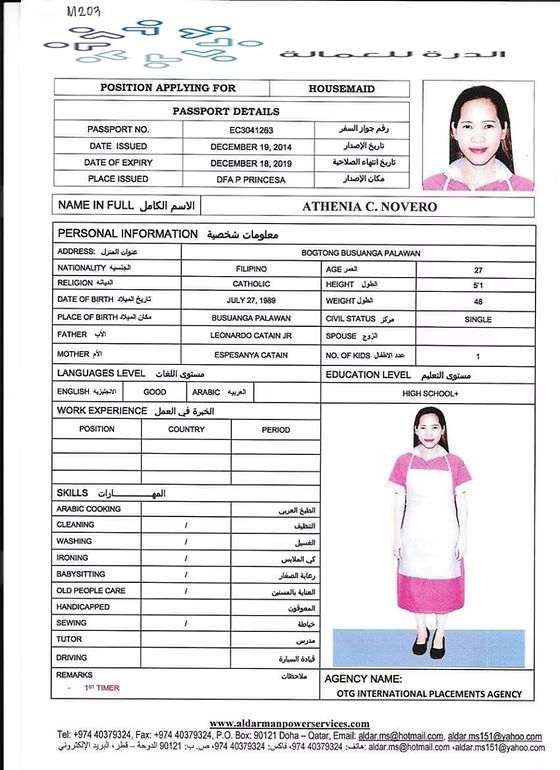 M203
الدرة للعمالة
POSITION APPLYING FOR HOUSEMAID
PASSPORT DETAILS
PASSPORT NO. EC3041263 رقم جواز السفر
DATE ISSUED DECEMBER 19, 2014 تاريخ الإصدار
DATE OF EXPIRY DECEMBER 18, 2019 تاريخ انتهاء الصلاحية
PLACE ISSUED DFA P PRINCESA مكان الإصدار
NAME IN FULL الاسم الكامل ATHENIA C. NOVERO
PERSONAL INFORMATION معلومات شخصية
ADDRESS: عنوان المنزل BOGTONG BUSUANGA PALAWAN
NATIONALITY الجنسيه FILIPINO AGE العمر 27
RELIGION الديانه CATHOLIC HEIGHT الطول 5'1
DATE OF BIRTH تاريخ الميلاد JULY 27, 1989 WEIGHT الطول 48
PLACE OF BIRTH مكان الميلاد BUSUANGA PALAWAN CIVIL STATUS مركز SINGLE
FATHER الأب LEONARDO CATAIN JR SPOUSE الزوج
MOTHER الأم ESPESANYA CATAIN NO. OF KIDS عدد الاطفال 1
LANGUAGES LEVEL مستوى اللغات EDUCATION LEVEL مستوى التعليم
ENGLISH الانجليزيه GOOD ARABIC العربيه HIGH SCHOOL+
WORK EXPERIENCE الخبرة في العمل
POSITION COUNTRY PERIOD
SKILLS المهـــــــارات
ARABIC COOKING الطبخ العربي
CLEANING / التنظيف
WASHING / الغسيل
IRONING / كي الملابس
BABYSITTING / رعاية الصغار
OLD PEOPLE CARE / العناية بالمسنين
HANDICAPPED المعوقون
SEWING / خياطة
TUTOR مدرس
DRIVING قيادة السيارة
REMARKS ملاحظات
- 1ST TIMER
AGENCY NAME:
OTG INTERNATIONAL PLACEMENTS AGENCY
www.aldarmanpowerservices.com
Tel: +974 40379324, Fax: +974 40379324, P.O. Box: 90121 Doha – Qatar, Email: aldar.ms@hotmail.com, aldar.ms151@yahoo.com
هاتف: 40379324 974+، فاكس: 40379324 974+، ص. ب: 90121 الدوحة – قطر، البريد الإلكتروني: aldar.ms@hotmail.com، aldar.ms151@yahoo.com